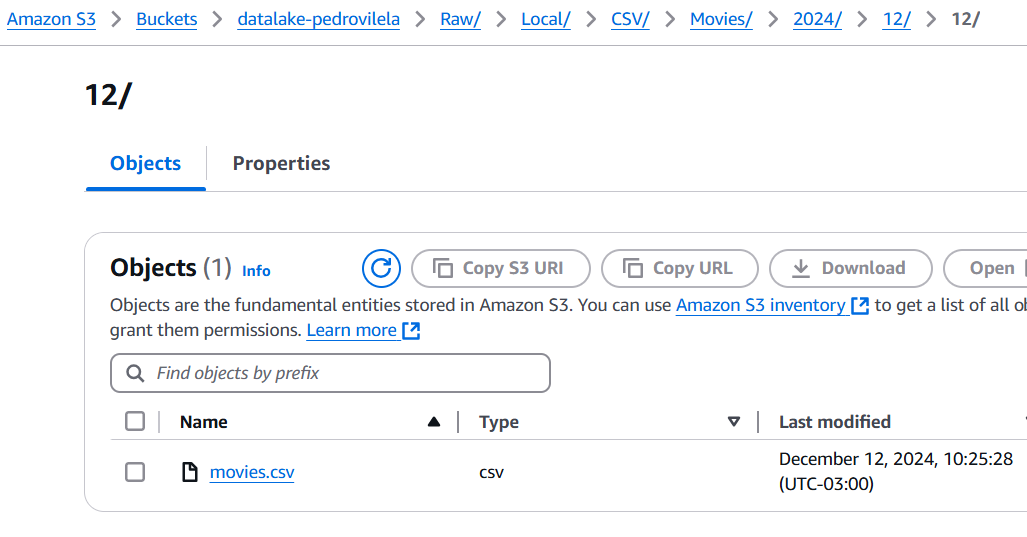 Amazon S3 > Buckets > datalake-pedrovilela > Raw/ > Local/ > CSV/ > Movies/ > 2024/ > 12/ > 12/
12/
Objects Properties
Objects (1) Info Copy S3 URI Copy URL Download Open
Objects are the fundamental entities stored in Amazon S3. You can use Amazon S3 inventory to get a list of all
grant them permissions. Learn more
Find objects by prefix
Name Type Last modified
movies.csv csv December 12, 2024, 10:25:28
(UTC-03:00)